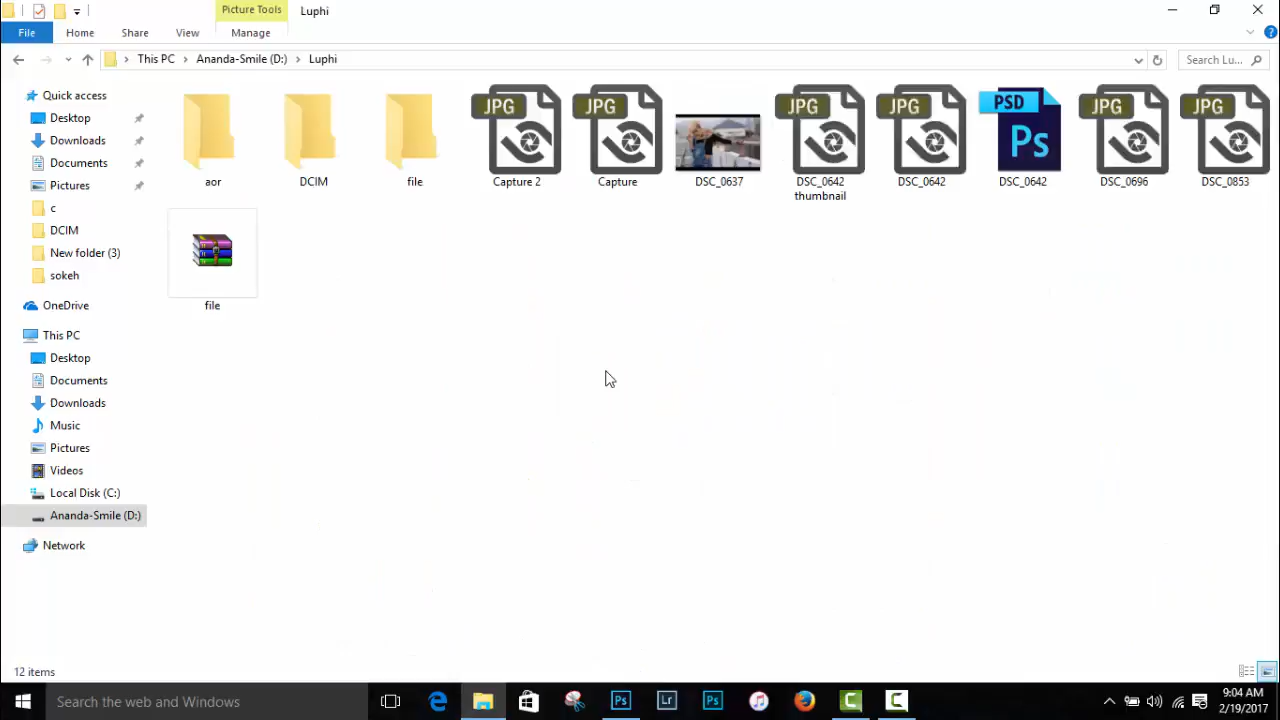 Picture Tools
Luphi
File
Home
Share
View
Manage
This PC
Ananda-Smile (D:)
Luphi
Search Lu...
Quick access
Desktop
Downloads
Documents
Pictures
c
DCIM
New folder (3)
sokeh
OneDrive
This PC
Desktop
Documents
Downloads
Music
Pictures
Videos
Local Disk (C:)
Ananda-Smile (D:)
Network
JPG
JPG
JPG
JPG
PSD
Ps
JPG
JPG
aor
DCIM
file
Capture 2
Capture
DSC_0637
DSC_0642
thumbnail
DSC_0642
DSC_0642
DSC_0696
DSC_0853
file
12 items
Search the web and Windows
Ps
Lr
Ps
9:04 AM
2/19/2017